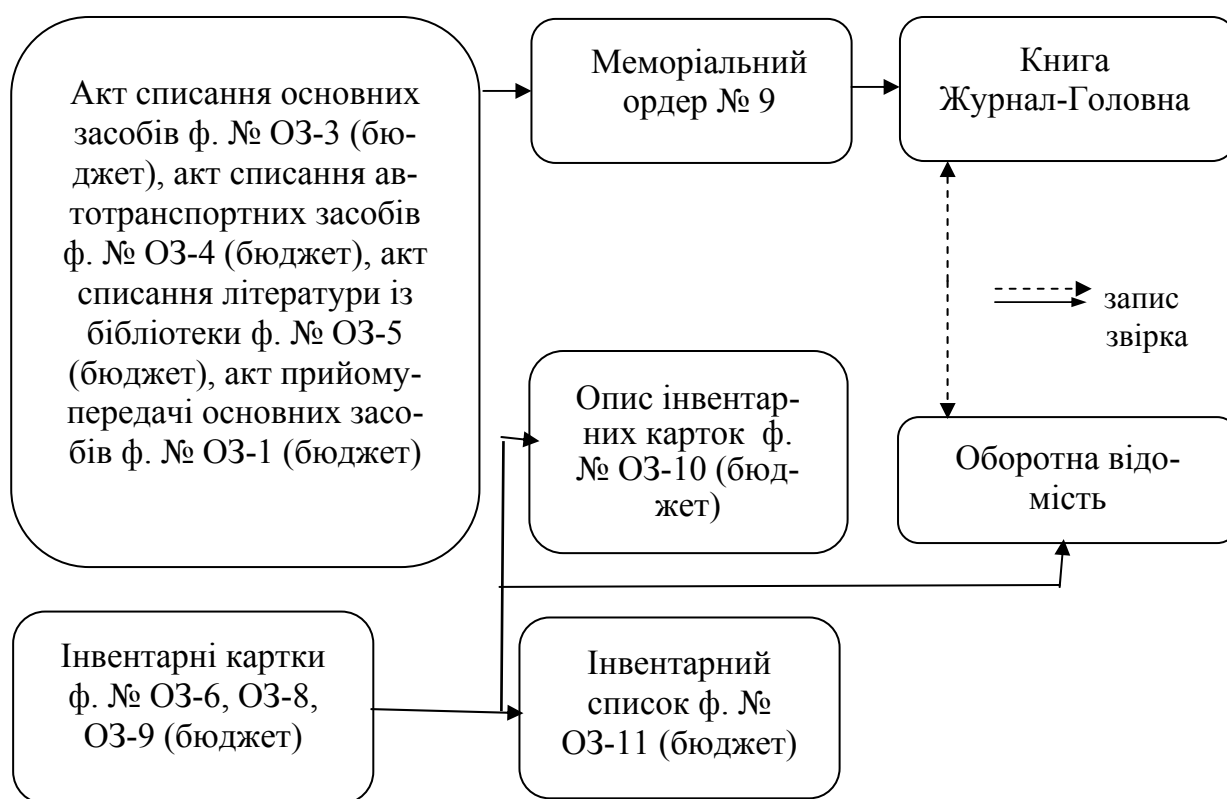 Акт списання основних
засобів ф. № ОЗ-3 (бю-
джет), акт списання ав-
тотранспортних засобів
ф. № ОЗ-4 (бюджет), акт
списання літератури із
бібліотеки ф. № ОЗ-5
(бюджет), акт прийому-
передачі основних засо-
бів ф. № ОЗ-1 (бюджет)
Меморіальний
ордер № 9
Книга
Журнал-Головна
запис
звірка
Опис інвентар-
них карток ф.
№ ОЗ-10 (бюд-
жет)
Оборотна відо-
мість
Інвентарні картки
ф. № ОЗ-6, ОЗ-8,
ОЗ-9 (бюджет)
Інвентарний
список ф. №
ОЗ-11 (бюджет)